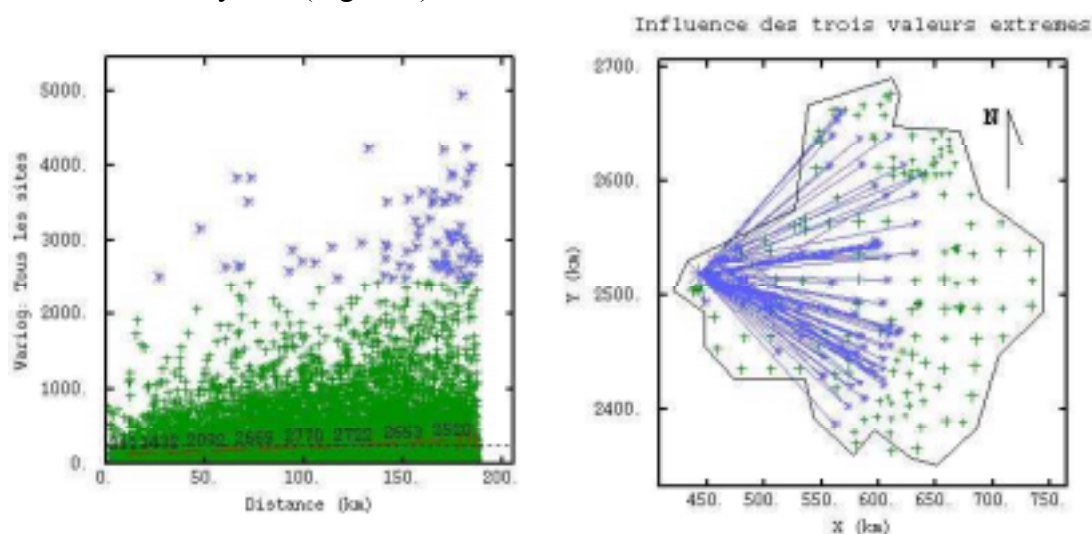 Influence des trois valeurs extremes
5000.
4000.
3000.
2000.
1000.
0.
Variog: Tous les sites
2092 2669 2770 2722 2653 2520
0. 50. 100. 150. 200.
Distance (km)
2700.
2600.
2500.
2400.
Y (km)
N
450. 500. 550. 600. 650. 700. 750.
X (km)